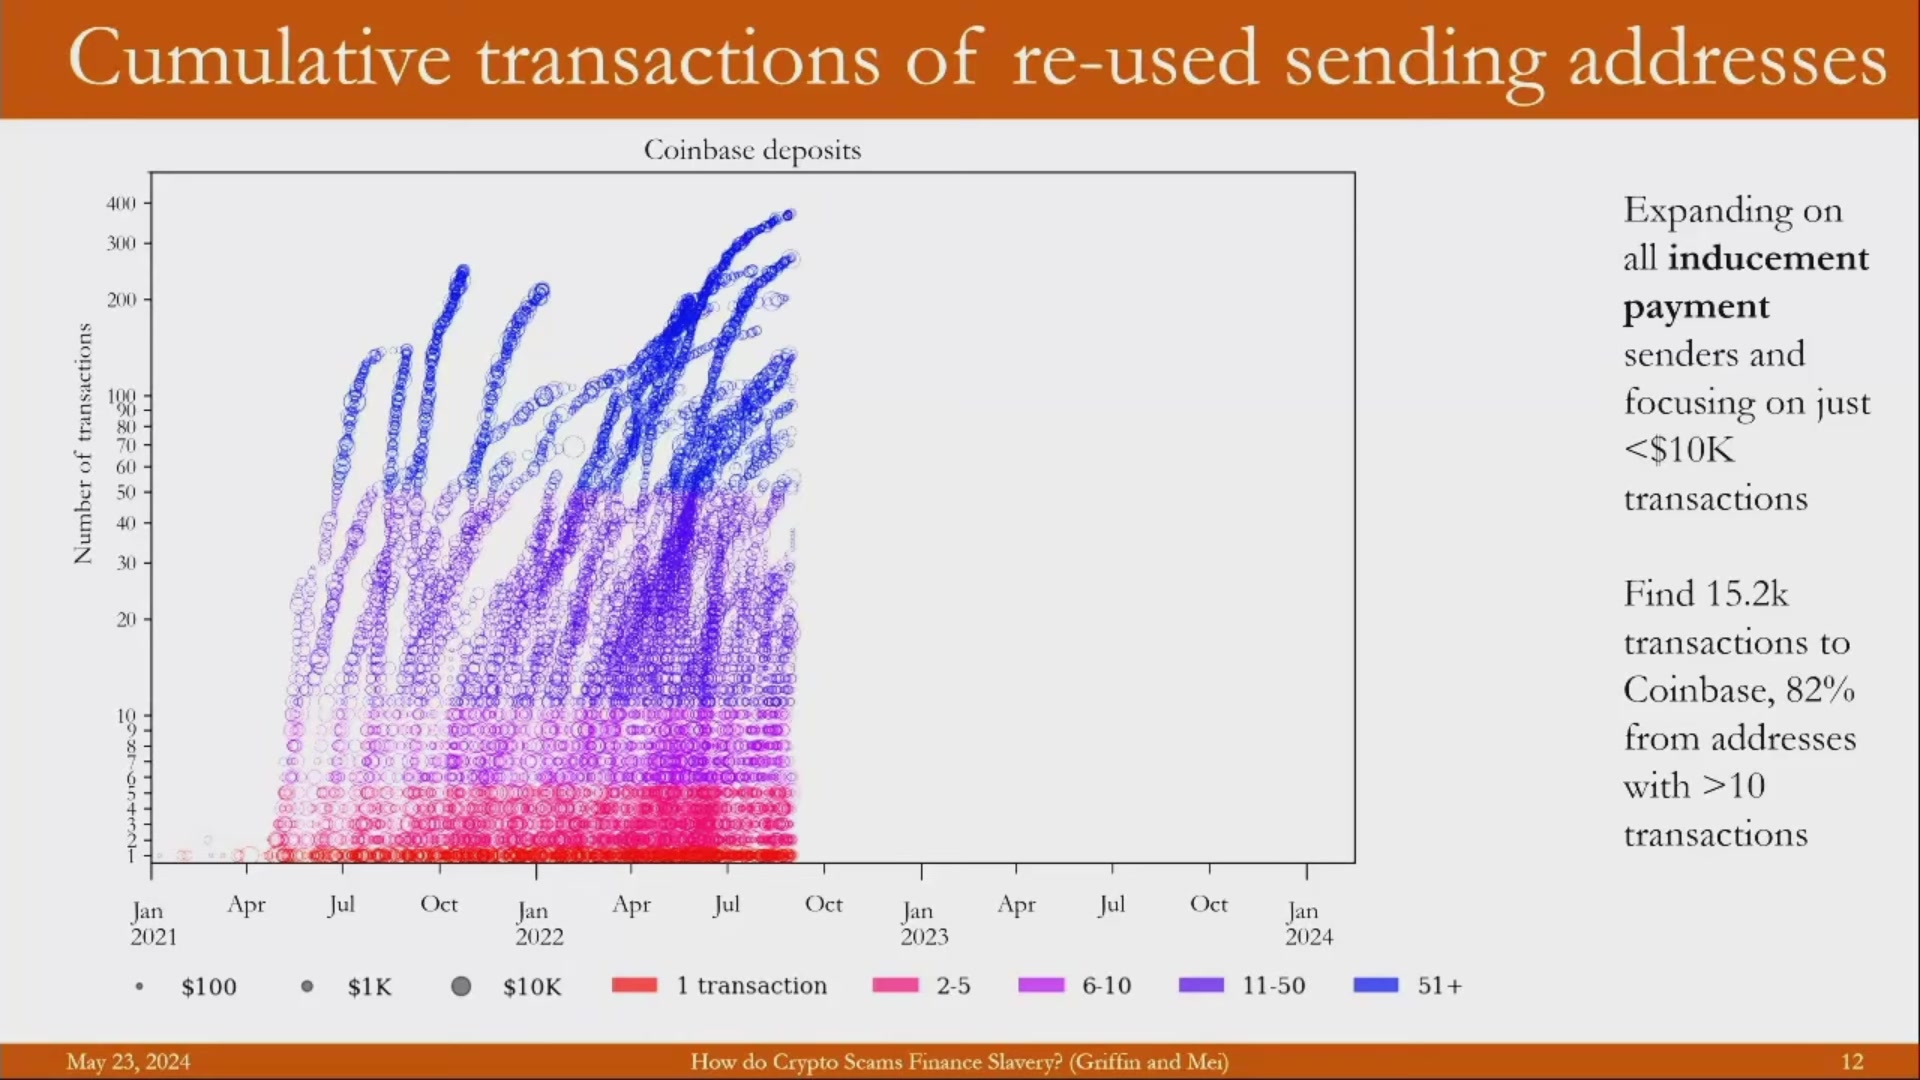 Cumulative transactions of re-used sending addresses
Coinbase deposits
Number of transactions
400
300
200
100
90
80
70
60
50
40
30
20
10
9
8
7
6
5
4
3
2
1
Jan
2021
Apr
Jul
Oct
Jan
2022
Apr
Jul
Oct
Jan
2023
Apr
Jul
Oct
Jan
2024
$100 $1K $10K 1 transaction 2-5 6-10 11-50 51+
Expanding on
all inducement
payment
senders and
focusing on just
<$10K
transactions
Find 15.2k
transactions to
Coinbase, 82%
from addresses
with >10
transactions
May 23, 2024 How do Crypto Scams Finance Slavery? (Griffin and Mei) 12